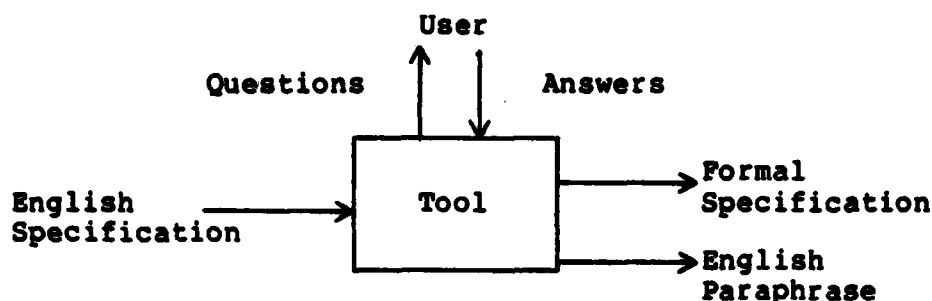 User
Questions Answers
Formal
English Tool Specification
Specification
English
Paraphrase